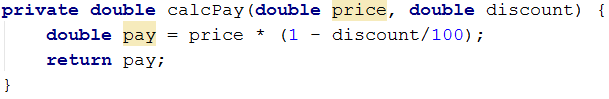 private double calcPay(double price, double discount) {
    double pay = price * (1 - discount/100);
    return pay;
}